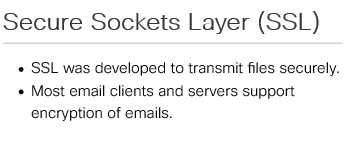 Secure Sockets Layer (SSL)
• SSL was developed to transmit files securely.
• Most email clients and servers support
encryption of emails.